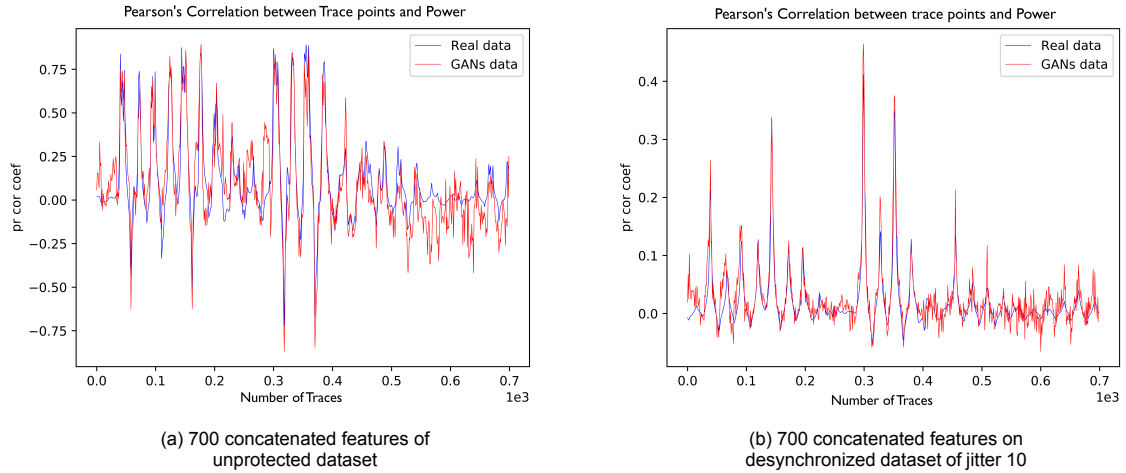 Pearson's Correlation between Trace points and Power
Real data
GANs data
pr cor coef
0.75
0.50
0.25
0.00
−0.25
−0.50
−0.75
0.0 0.1 0.2 0.3 0.4 0.5 0.6 0.7
Number of Traces
1e3
(a) 700 concatenated features of
unprotected dataset
Pearson's Correlation between trace points and Power
Real data
GANs data
pr cor coef
0.4
0.3
0.2
0.1
0.0
0.0 0.1 0.2 0.3 0.4 0.5 0.6 0.7
Number of Traces
1e3
(b) 700 concatenated features on
desynchronized dataset of jitter 10